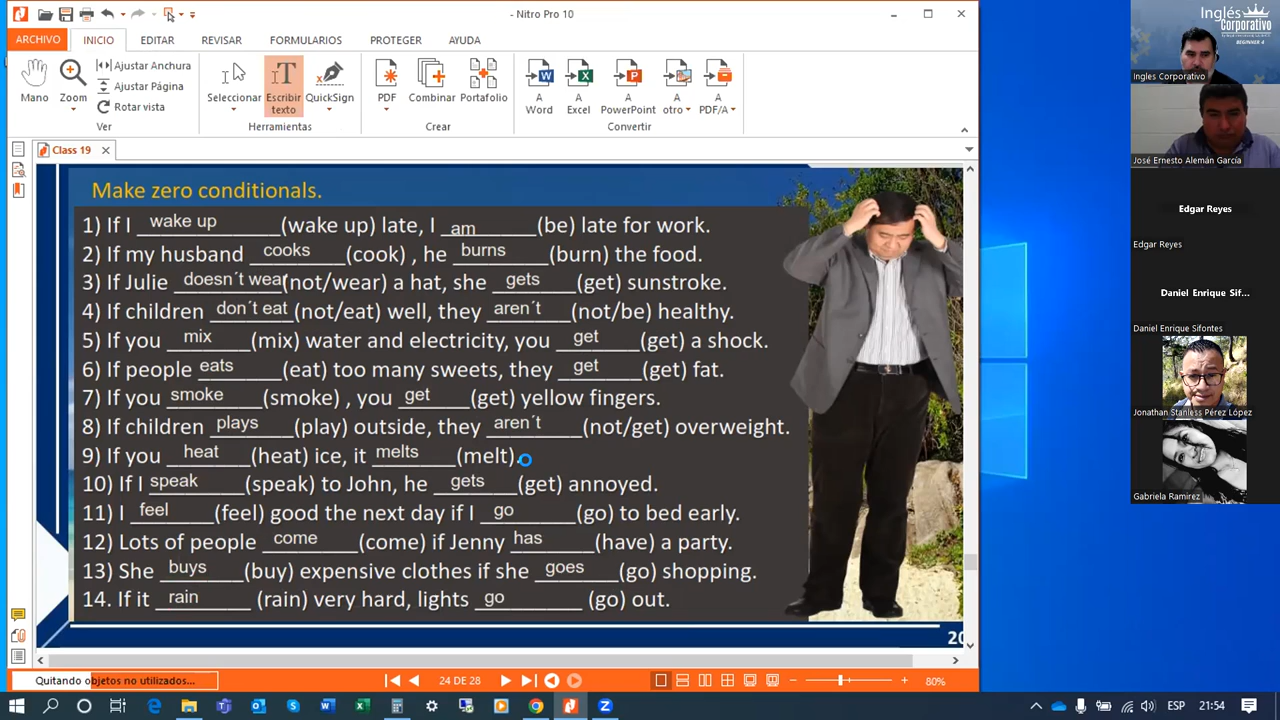 - Nitro Pro 10
ARCHIVO INICIO EDITAR REVISAR FORMULARIOS PROTEGER AYUDA
Mano
Zoom
Ajustar Anchura
Ajustar Página
Rotar vista
Ver
Seleccionar
Escribir texto
QuickSign
Herramientas
PDF
Combinar
Portafolio
Crear
A Word
A Excel
A PowerPoint
A otro
A PDF/A
Convertir
Class 19
Make zero conditionals.
1) If I wake up (wake up) late, I am (be) late for work.
2) If my husband cooks (cook) , he burns (burn) the food.
3) If Julie doesn´t wear (not/wear) a hat, she gets (get) sunstroke.
4) If children don´t eat (not/eat) well, they aren´t (not/be) healthy.
5) If you mix (mix) water and electricity, you get (get) a shock.
6) If people eats (eat) too many sweets, they get (get) fat.
7) If you smoke (smoke) , you get (get) yellow fingers.
8) If children plays (play) outside, they aren´t (not/get) overweight.
9) If you heat (heat) ice, it melts (melt).
10) If I speak (speak) to John, he gets (get) annoyed.
11) I feel (feel) good the next day if I go (go) to bed early.
12) Lots of people come (come) if Jenny has (have) a party.
13) She buys (buy) expensive clothes if she goes (go) shopping.
14. If it rain (rain) very hard, lights go (go) out.
20
Quitando objetos no utilizados...
24 DE 28
80%
ESP 21:54
Inglés Corporativo
BEGINNER 4
Ingles Corporativo
José Ernesto Alemán García
Edgar Reyes
Edgar Reyes
Daniel Enrique Sif...
Daniel Enrique Sifontes
Jonathan Stanless Pérez López
Gabriela Ramirez